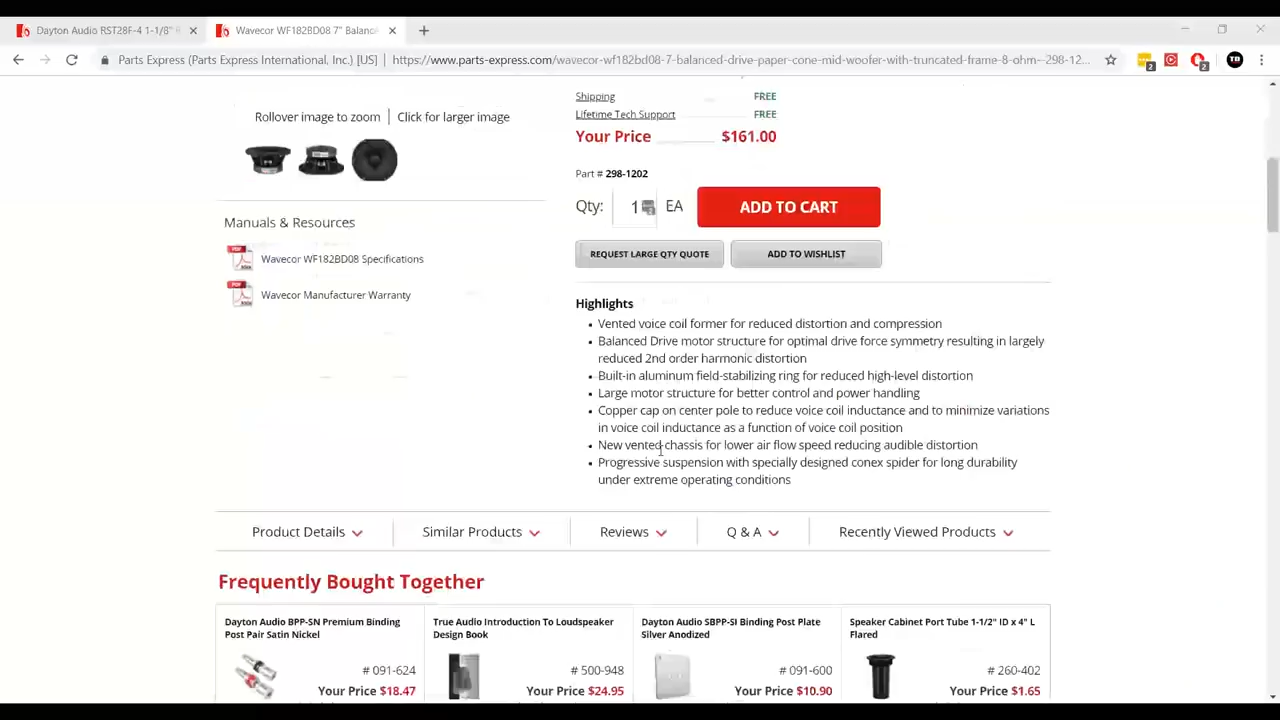 Dayton Audio RST28F-4 1-1/8"
Wavecor WF182BD08 7" Balanc
Parts Express (Parts Express International, Inc.) [US]
https://www.parts-express.com/wavecor-wf182bd08-7-balanced-drive-paper-cone-mid-woofer-with-truncated-frame-8-ohm--298-12...
2
2
TD
Shipping FREE
Lifetime Tech Support FREE
Your Price $161.00
Rollover image to zoom | Click for larger image
Part # 298-1202
Qty: 1 EA ADD TO CART
REQUEST LARGE QTY QUOTE ADD TO WISHLIST
Manuals & Resources
PDF Wavecor WF182BD08 Specifications
PDF Wavecor Manufacturer Warranty
Highlights
• Vented voice coil former for reduced distortion and compression
• Balanced Drive motor structure for optimal drive force symmetry resulting in largely
reduced 2nd order harmonic distortion
• Built-in aluminum field-stabilizing ring for reduced high-level distortion
• Large motor structure for better control and power handling
• Copper cap on center pole to reduce voice coil inductance and to minimize variations
in voice coil inductance as a function of voice coil position
• New vented chassis for lower air flow speed reducing audible distortion
• Progressive suspension with specially designed conex spider for long durability
under extreme operating conditions
Product Details Similar Products Reviews Q & A Recently Viewed Products
Frequently Bought Together
Dayton Audio BPP-SN Premium Binding
Post Pair Satin Nickel
# 091-624
Your Price $18.47
True Audio Introduction To Loudspeaker
Design Book
# 500-948
Your Price $24.95
Dayton Audio SBPP-SI Binding Post Plate
Silver Anodized
# 091-600
Your Price $10.90
Speaker Cabinet Port Tube 1-1/2" ID x 4" L
Flared
# 260-402
Your Price $1.65